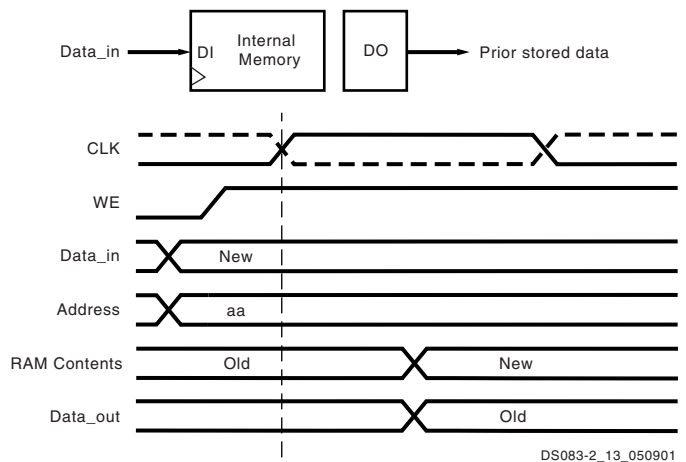 Data_in DI Internal Memory DO Prior stored data
CLK
WE
Data_in New
Address aa
RAM Contents Old New
Data_out Old
DS083-2_13_050901